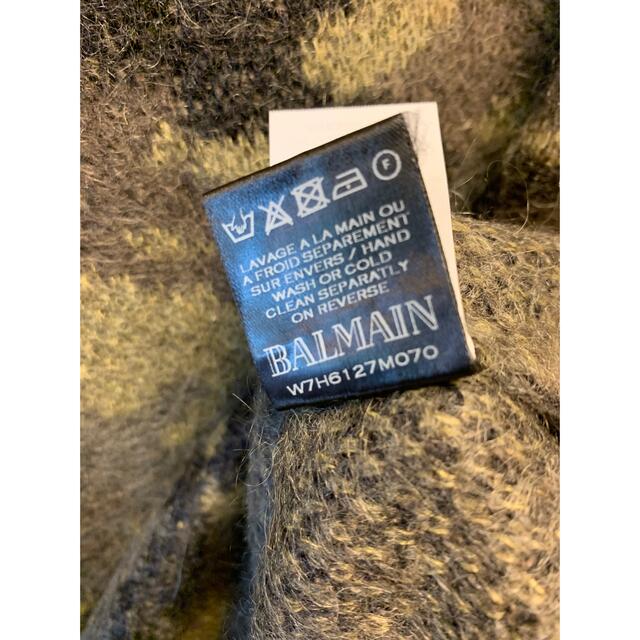 F
LAVAGE A LA MAIN OU
A FROID SEPAREMENT
SUR ENVERS / HAND
WASH OR COLD
CLEAN SEPARATLY
ON REVERSE
BALMAIN
W7H6127M070